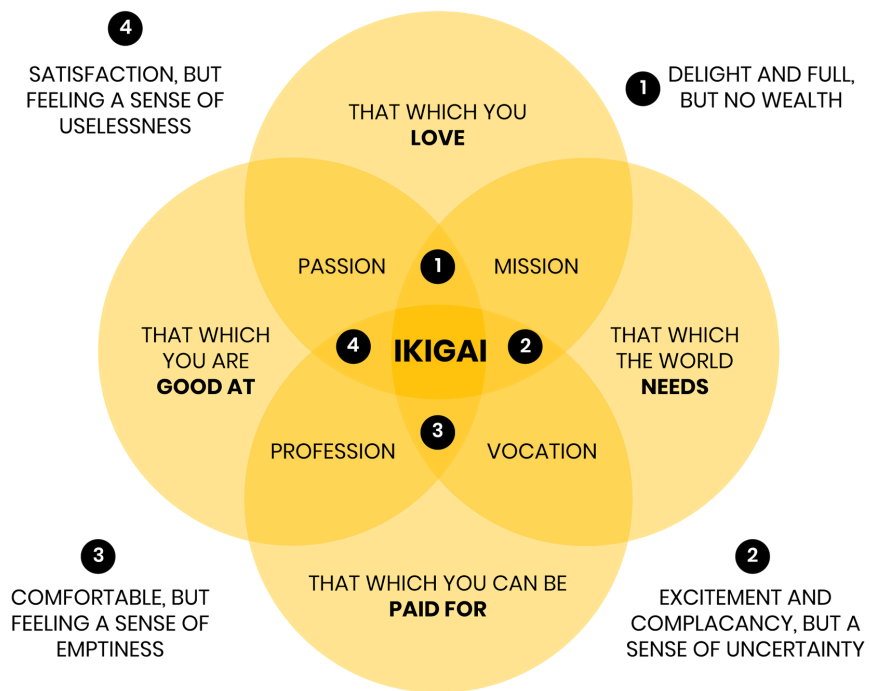 4
SATISFACTION, BUT
FEELING A SENSE OF
USELESSNESS
1
DELIGHT AND FULL,
BUT NO WEALTH
THAT WHICH YOU
LOVE
PASSION
1
MISSION
THAT WHICH
YOU ARE
GOOD AT
4
IKIGAI
2
THAT WHICH
THE WORLD
NEEDS
PROFESSION
3
VOCATION
THAT WHICH YOU CAN BE
PAID FOR
3
COMFORTABLE, BUT
FEELING A SENSE OF
EMPTINESS
2
EXCITEMENT AND
COMPLACANCY, BUT A
SENSE OF UNCERTAINTY